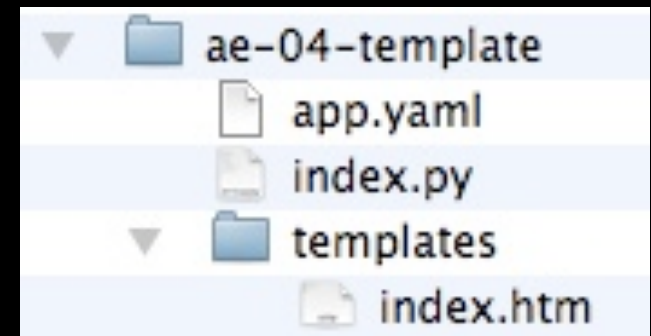 ae-04-template
app.yaml
index.py
templates
index.htm